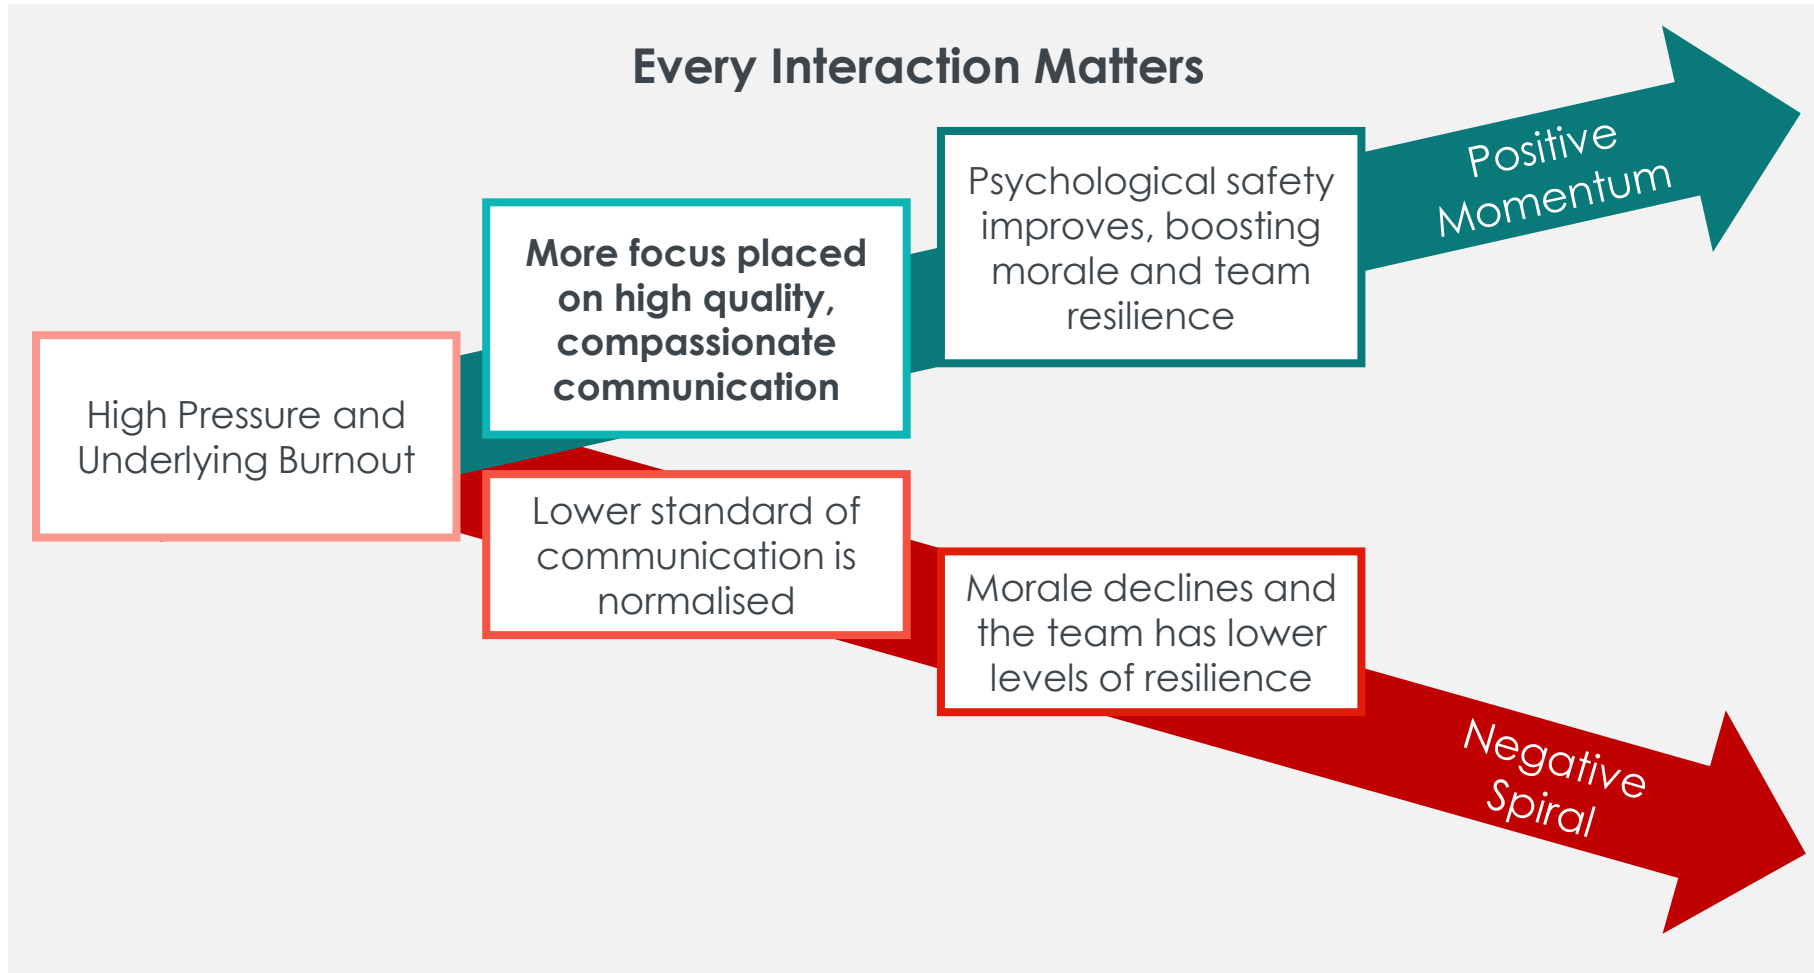 Every Interaction Matters
High Pressure and
Underlying Burnout
More focus placed
on high quality,
compassionate
communication
Psychological safety
improves, boosting
morale and team
resilience
Positive
Momentum
Lower standard of
communication is
normalised
Morale declines and
the team has lower
levels of resilience
Negative
Spiral